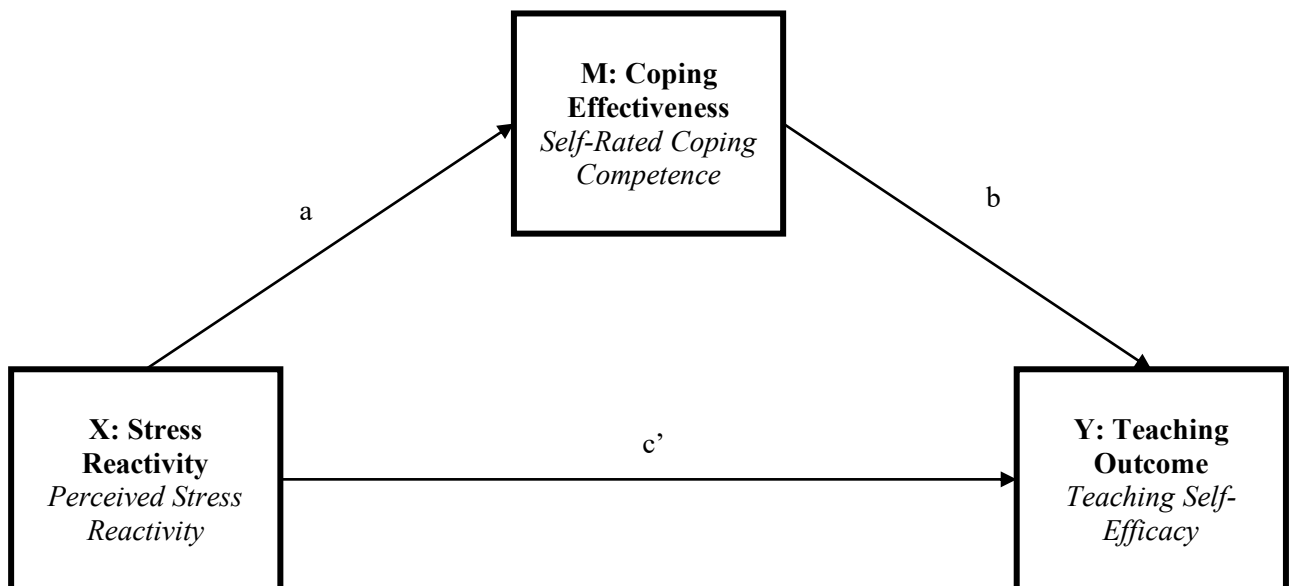 M: Coping
Effectiveness
Self-Rated Coping
Competence
a
b
X: Stress
Reactivity
Perceived Stress
Reactivity
c’
Y: Teaching
Outcome
Teaching Self-
Efficacy